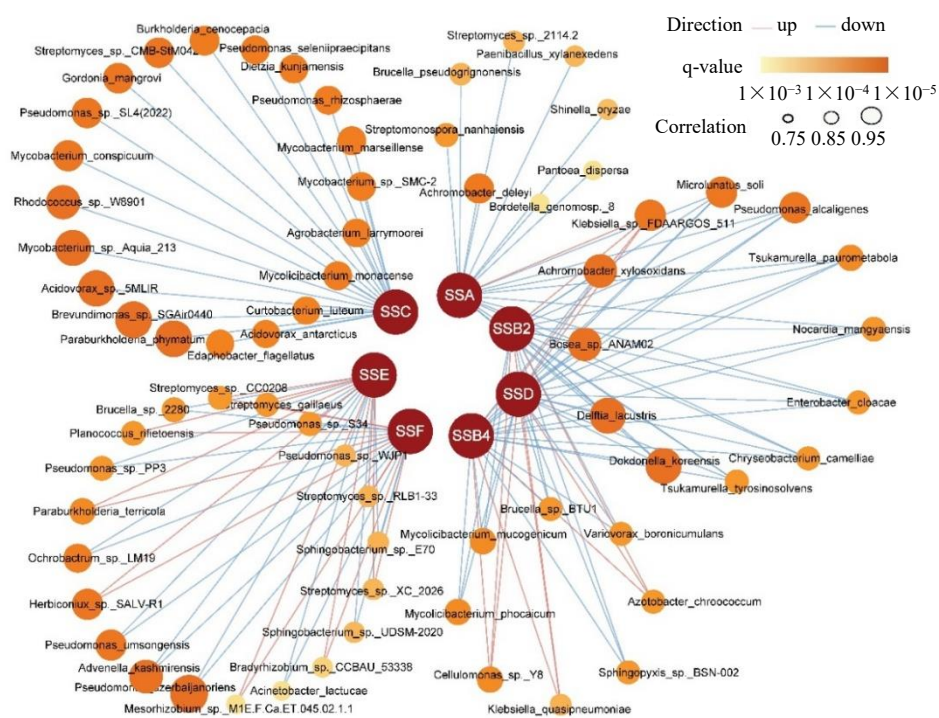 Direction — up — down
q-value
1×10⁻³ 1×10⁻⁴ 1×10⁻⁵
Correlation
0.75 0.85 0.95
Burkholderia_cenocepacia
Streptomyces_sp._CMB-StM042
Pseudomonas_seleniipraecipitans
Dietzia_kunjamensis
Gordonia_mangrovi
Pseudomonas_rhizosphaerae
Pseudomonas_sp._SL4(2022)
Mycobacterium_marseillense
Mycobacterium_conspicuum
Mycobacterium_sp._SMC-2
Rhodococcus_sp._W8901
Agrobacterium_larrymoorei
Mycobacterium_sp._Aquia_213
Mycolicibacterium_monacense
Acidovorax_sp._5MLIR
Curtobacterium_luteum
Brevundimonas_sp._SGAir0440
Acidovorax_antarcticus
Paraburkholderia_phymatum
Edaphobacter_flagellatus
SSC
Streptomyces_sp._2114.2
Paenibacillus_xylanexedens
Brucella_pseudogrignonensis
Shinella_oryzae
Streptomonospora_nanhaiensis
Pantoea_dispersa
Achromobacter_deleyi
Bordetella_genomosp._8
SSA
Microlunatus_soli
Klebsiella_sp._FDAARGOS_511
Pseudomonas_alcaligenes
Achromobacter_xylosoxidans
Tsukamurella_paurometabola
SSB2
Bosea_sp._ANAM02
Nocardia_mangyaensis
SSD
Delftia_lacustris
Enterobacter_cloacae
SSB4
Dokdonella_koreensis
Chryseobacterium_camelliae
Tsukamurella_tyrosinosolvens
Brucella_sp._BTU1
Mycolicibacterium_mucogenicum
Variovorax_boronicumulans
Mycolicibacterium_phocaicum
Azotobacter_chroococcum
Cellulomonas_sp._Y8
Sphingopyxis_sp._BSN-002
Klebsiella_quasipneumoniae
SSE
SSF
Streptomyces_sp._CC0208
Brucella_sp._2280
Streptomyces_galilaeus
Planococcus_rifietoensis
Pseudomonas_sp._S34
Pseudomonas_sp._PP3
Pseudomonas_sp._WJP1
Paraburkholderia_terricola
Streptomyces_sp._RLB1-33
Ochrobactrum_sp._LM19
Sphingobacterium_sp._E70
Herbiconiux_sp._SALV-R1
Streptomyces_sp._XC_2026
Pseudomonas_umsongensis
Sphingobacterium_sp._UDSM-2020
Advenella_kashmirensis
Bradyrhizobium_sp._CCBAU_53338
Acinetobacter_lactucae
Mesorhizobium_sp._M1E.F.Ca.ET.045.02.1.1